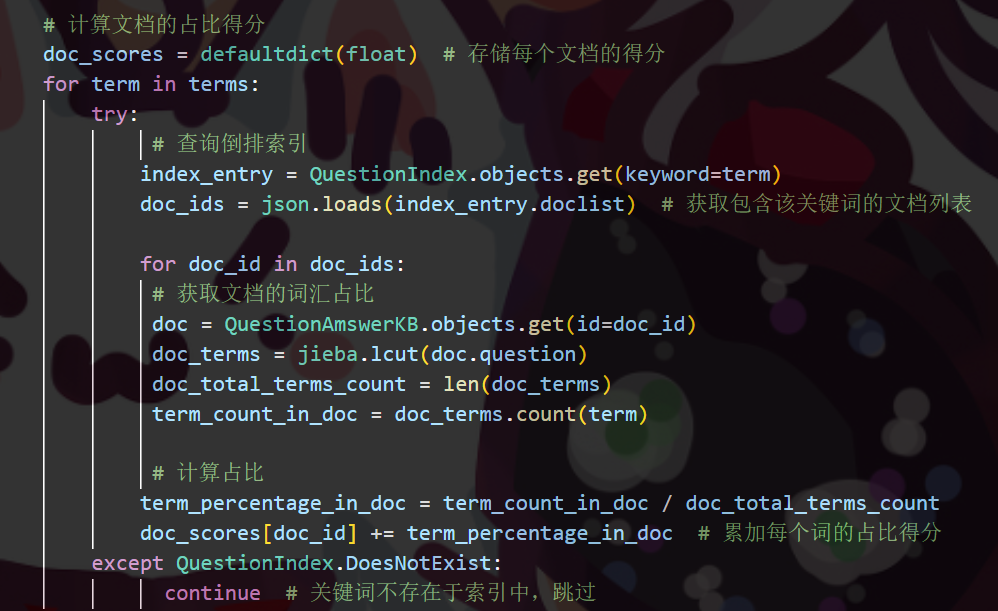 # 计算文档的占比得分
doc_scores = defaultdict(float)  # 存储每个文档的得分
for term in terms:
    try:
        # 查询倒排索引
        index_entry = QuestionIndex.objects.get(keyword=term)
        doc_ids = json.loads(index_entry.doclist)  # 获取包含该关键词的文档列表

        for doc_id in doc_ids:
         # 获取文档的词汇占比
         doc = QuestionAmswerKB.objects.get(id=doc_id)
         doc_terms = jieba.lcut(doc.question)
         doc_total_terms_count = len(doc_terms)
         term_count_in_doc = doc_terms.count(term)

         # 计算占比
        term_percentage_in_doc = term_count_in_doc / doc_total_terms_count
        doc_scores[doc_id] += term_percentage_in_doc  # 累加每个词的占比得分
    except QuestionIndex.DoesNotExist:
          continue  # 关键词不存在于索引中，跳过